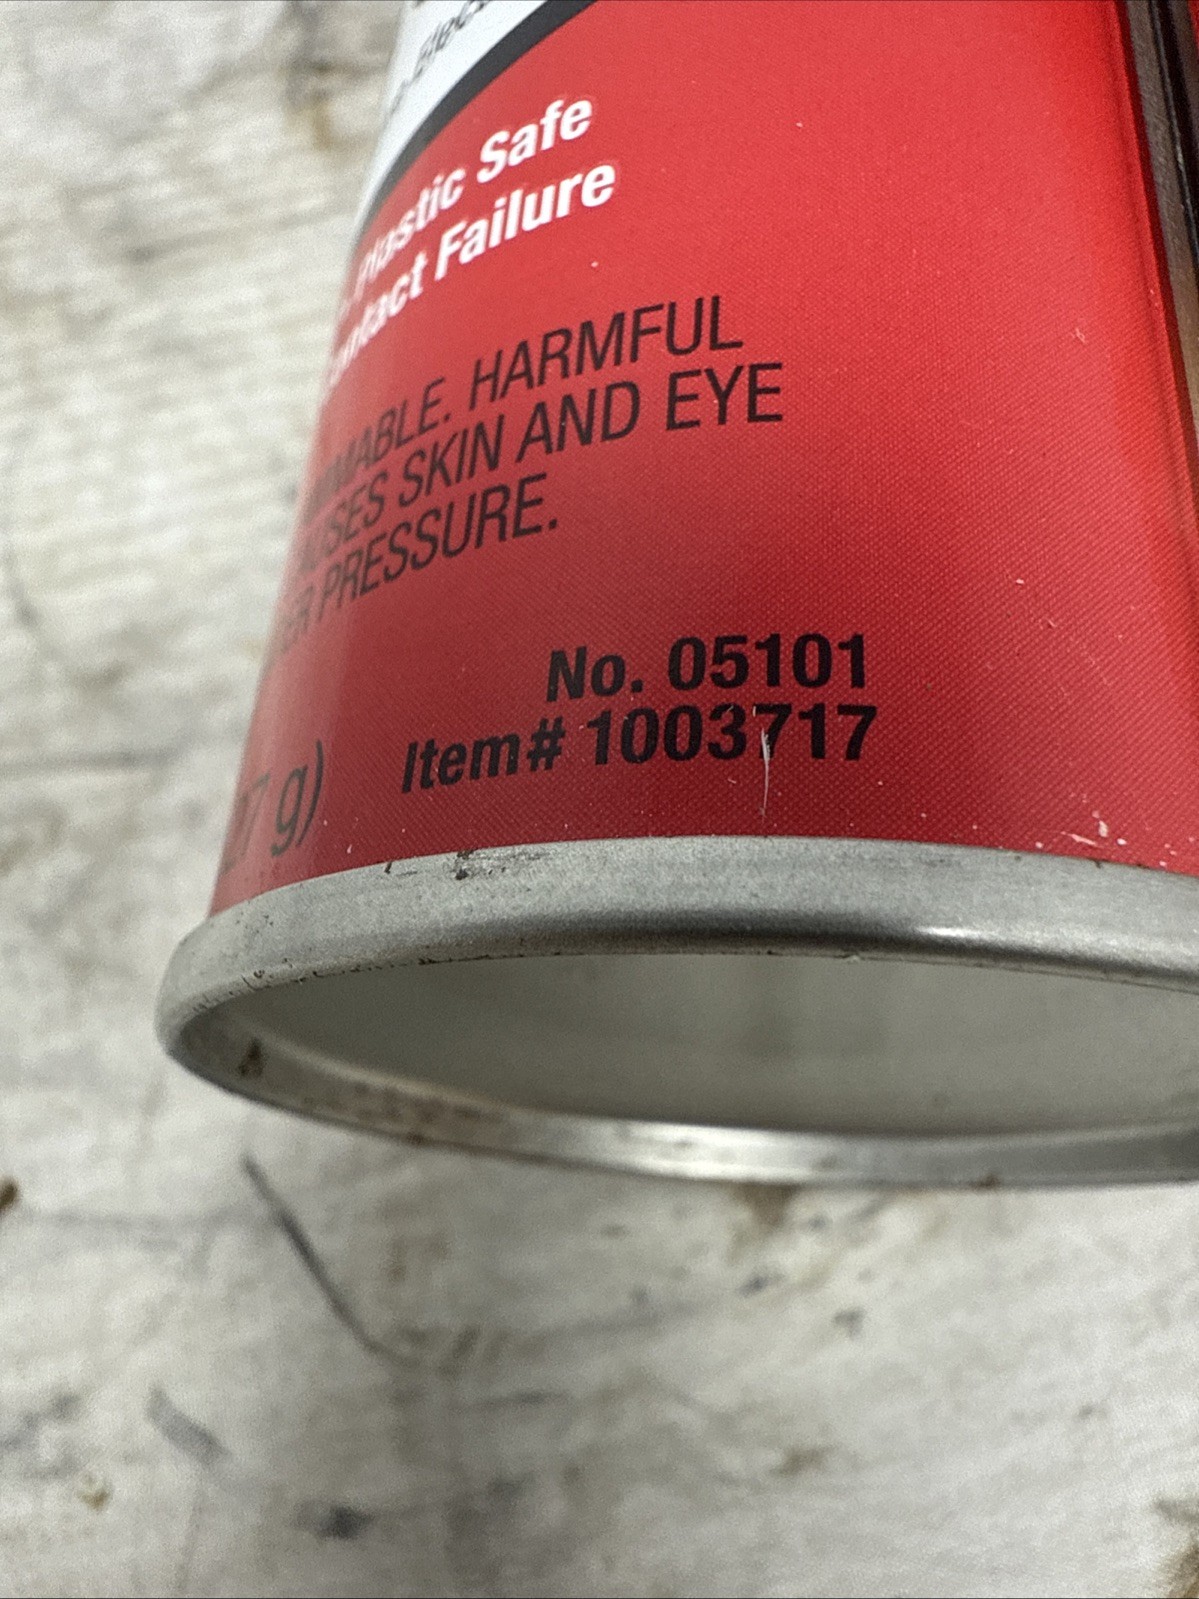 Plastic Safe
Contact Failure
HARMFUL
SKIN AND EYE
PRESSURE.
No. 05101
Item# 1003717
g)